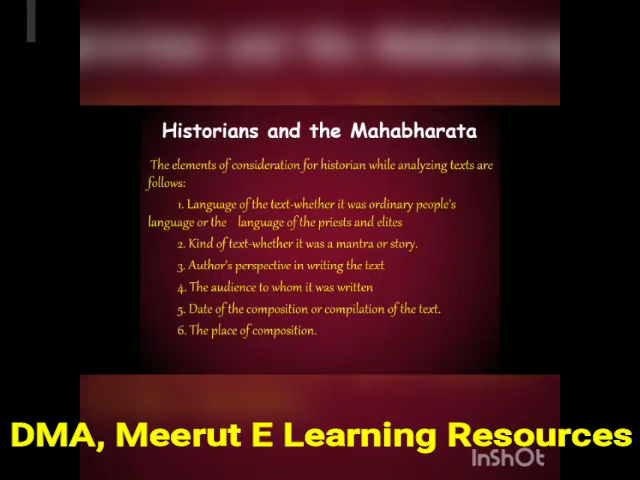 Historians and the Mahabharata
The elements of consideration for historian while analyzing texts are
follows:
1. Language of the text-whether it was ordinary people's
language or the language of the priests and elites
2. Kind of text-whether it was a mantra or story.
3. Author's perspective in writing the text
4. The audience to whom it was written
5. Date of the composition or compilation of the text.
6. The place of composition.
DMA, Meerut E Learning Resources
InShOt